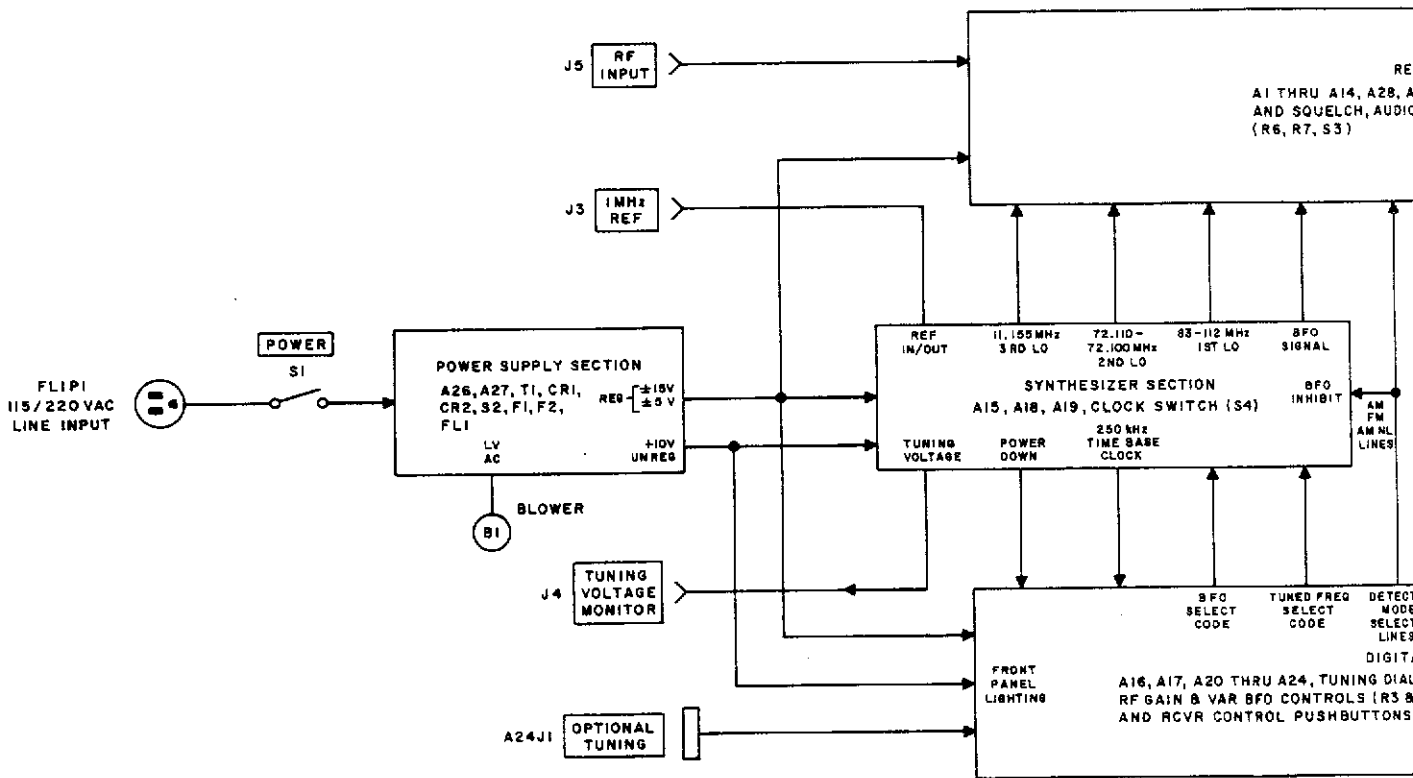 J5 RF
INPUT
RE
A1 THRU A14, A28, A
AND SQUELCH, AUDIO
(R6, R7, S3)
J3 1MHz
REF
POWER
S1
FL1P1
115/220 VAC
LINE INPUT
POWER SUPPLY SECTION
A26, A27, T1, CR1,
CR2, S2, F1, F2,
FL1
REG ±15V
±5V
LV
AC
+10V
UNREG
BLOWER
B1
REF
IN/OUT
11.155MHz
3RD LO
72.110-
72.100MHz
2ND LO
83-112 MHz
1ST LO
BFO
SIGNAL
SYNTHESIZER SECTION
A15, A18, A19, CLOCK SWITCH (S4)
BFO
INHIBIT
TUNING
VOLTAGE
POWER
DOWN
250 kHz
TIME BASE
CLOCK
AM
FM
AM NL
LINES
J4 TUNING
VOLTAGE
MONITOR
BFO
SELECT
CODE
TUNED FREQ
SELECT
CODE
DETECT
MODE
SELECT
LINES
DIGITA
FRONT
PANEL
LIGHTING
A16, A17, A20 THRU A24, TUNING DIAL
RF GAIN & VAR BFO CONTROLS (R3 &
AND RCVR CONTROL PUSHBUTTONS
A24J1 OPTIONAL
TUNING